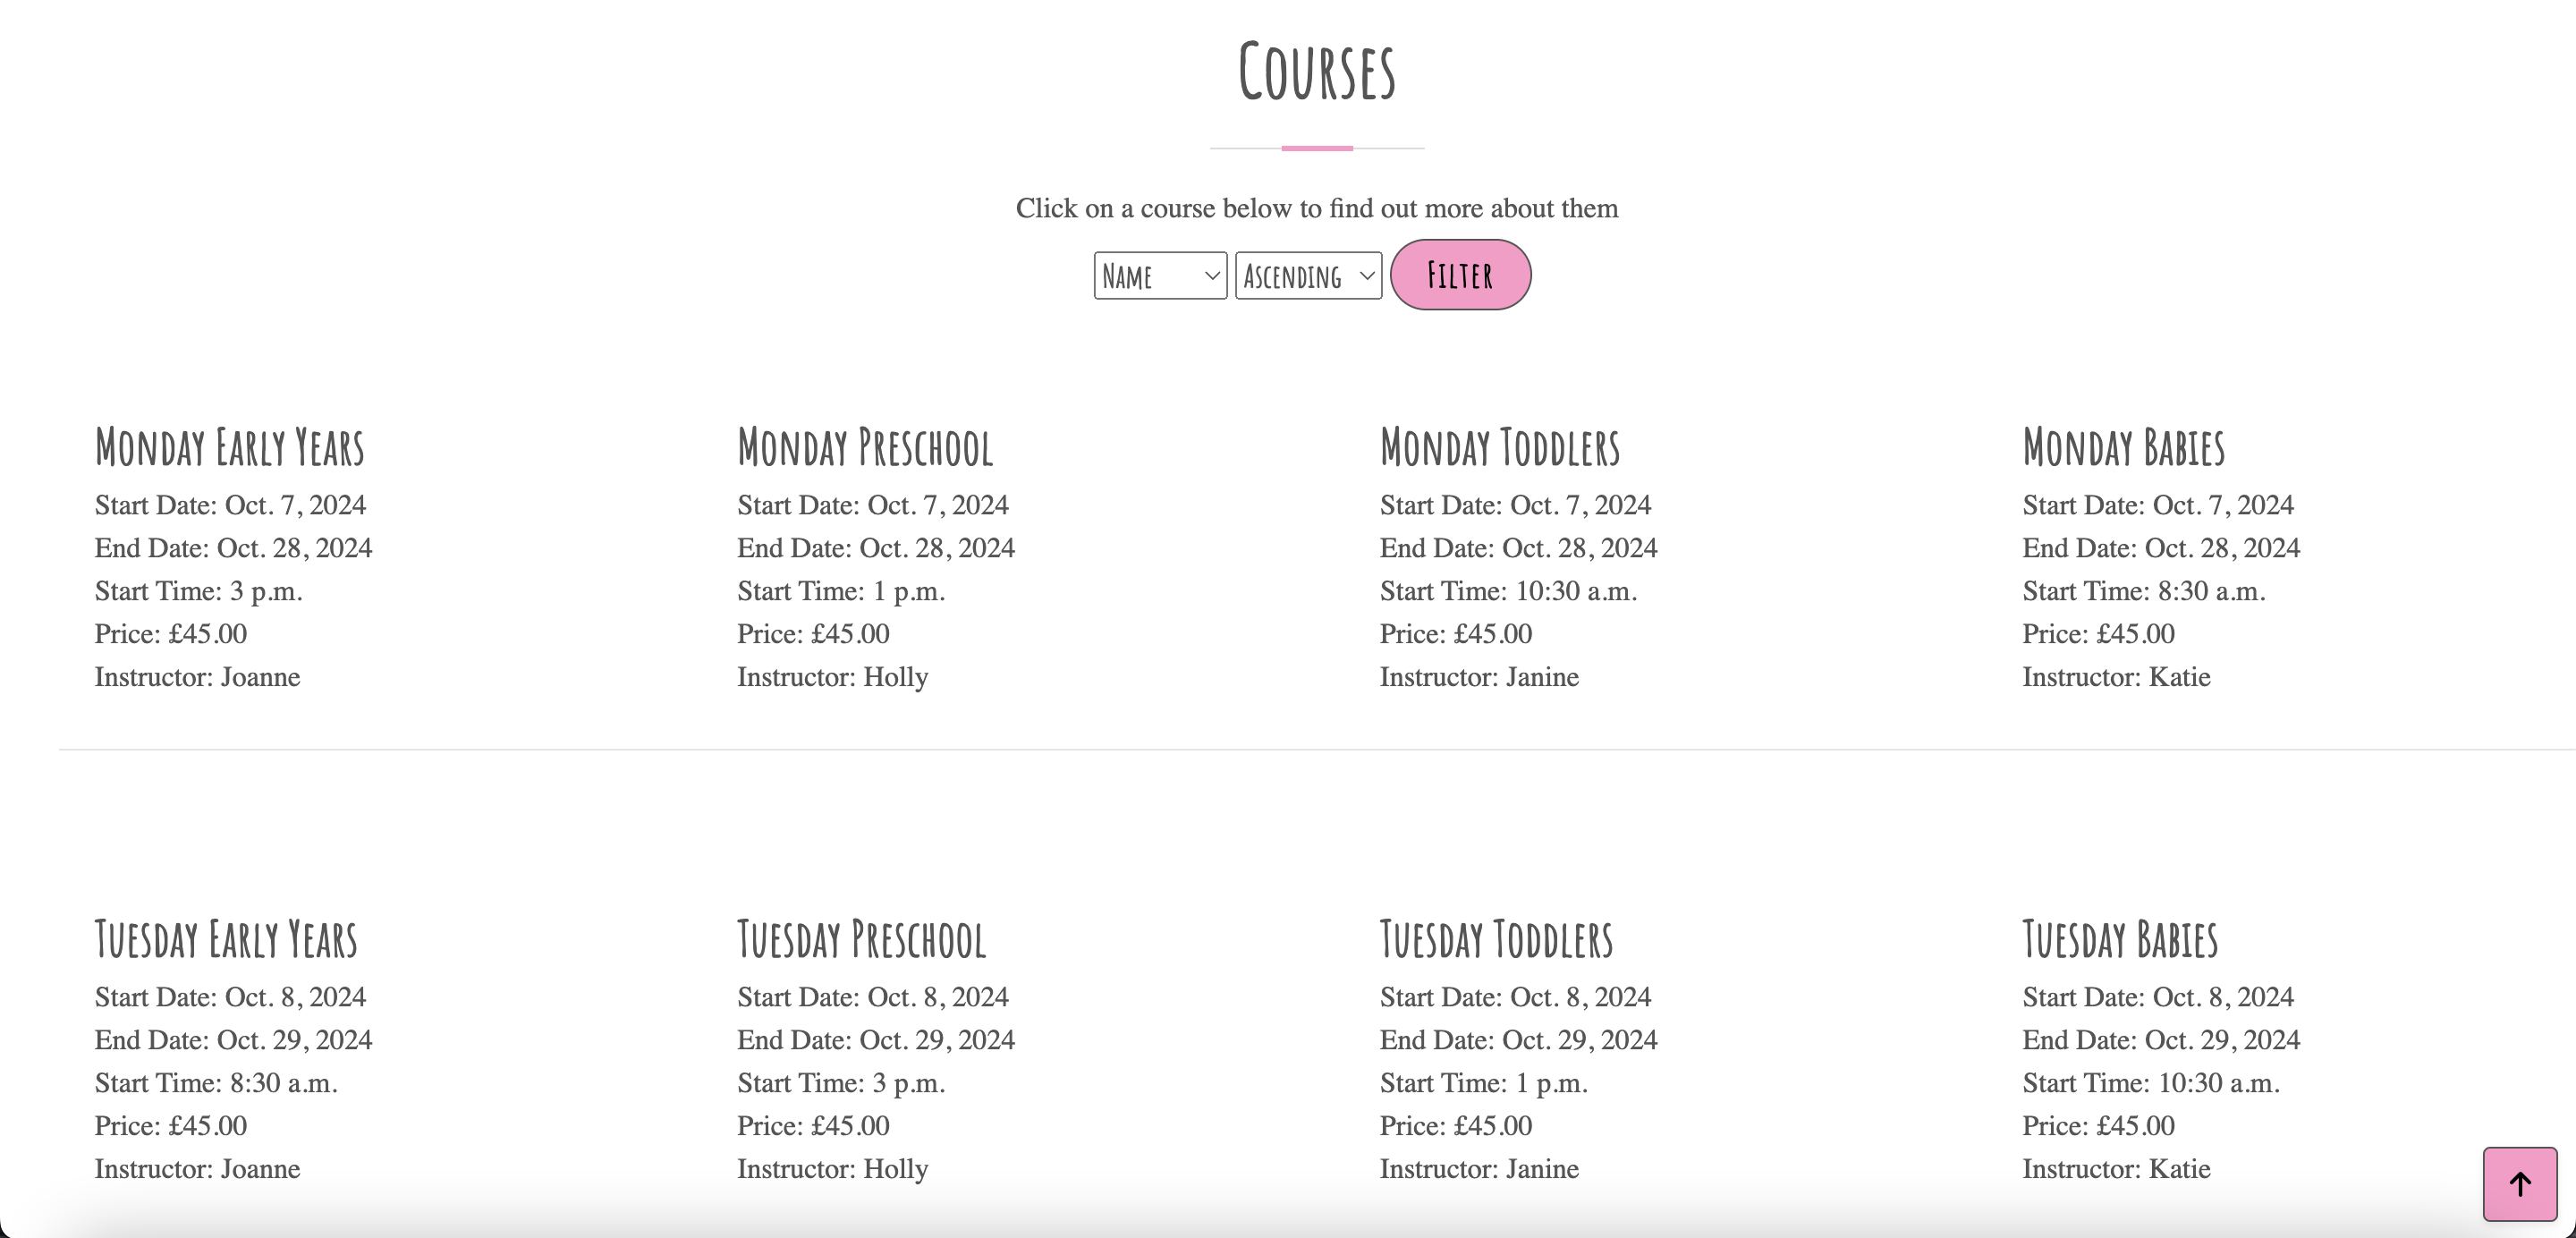 Courses
Click on a course below to find out more about them
Name
Ascending
Filter
Monday Early Years
Start Date: Oct. 7, 2024
End Date: Oct. 28, 2024
Start Time: 3 p.m.
Price: £45.00
Instructor: Joanne
Monday Preschool
Start Date: Oct. 7, 2024
End Date: Oct. 28, 2024
Start Time: 1 p.m.
Price: £45.00
Instructor: Holly
Monday Toddlers
Start Date: Oct. 7, 2024
End Date: Oct. 28, 2024
Start Time: 10:30 a.m.
Price: £45.00
Instructor: Janine
Monday Babies
Start Date: Oct. 7, 2024
End Date: Oct. 28, 2024
Start Time: 8:30 a.m.
Price: £45.00
Instructor: Katie
Tuesday Early Years
Start Date: Oct. 8, 2024
End Date: Oct. 29, 2024
Start Time: 8:30 a.m.
Price: £45.00
Instructor: Joanne
Tuesday Preschool
Start Date: Oct. 8, 2024
End Date: Oct. 29, 2024
Start Time: 3 p.m.
Price: £45.00
Instructor: Holly
Tuesday Toddlers
Start Date: Oct. 8, 2024
End Date: Oct. 29, 2024
Start Time: 1 p.m.
Price: £45.00
Instructor: Janine
Tuesday Babies
Start Date: Oct. 8, 2024
End Date: Oct. 29, 2024
Start Time: 10:30 a.m.
Price: £45.00
Instructor: Katie